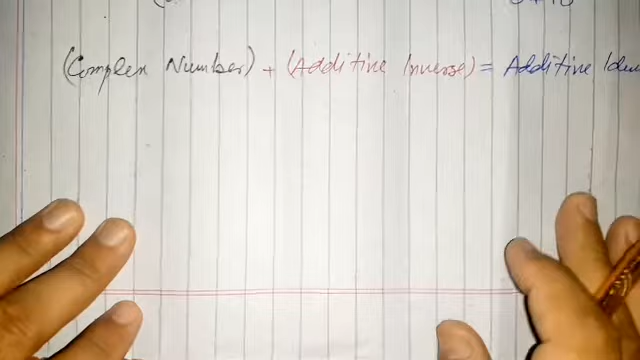 (Complex Number) + (Additive Inverse) = Additive